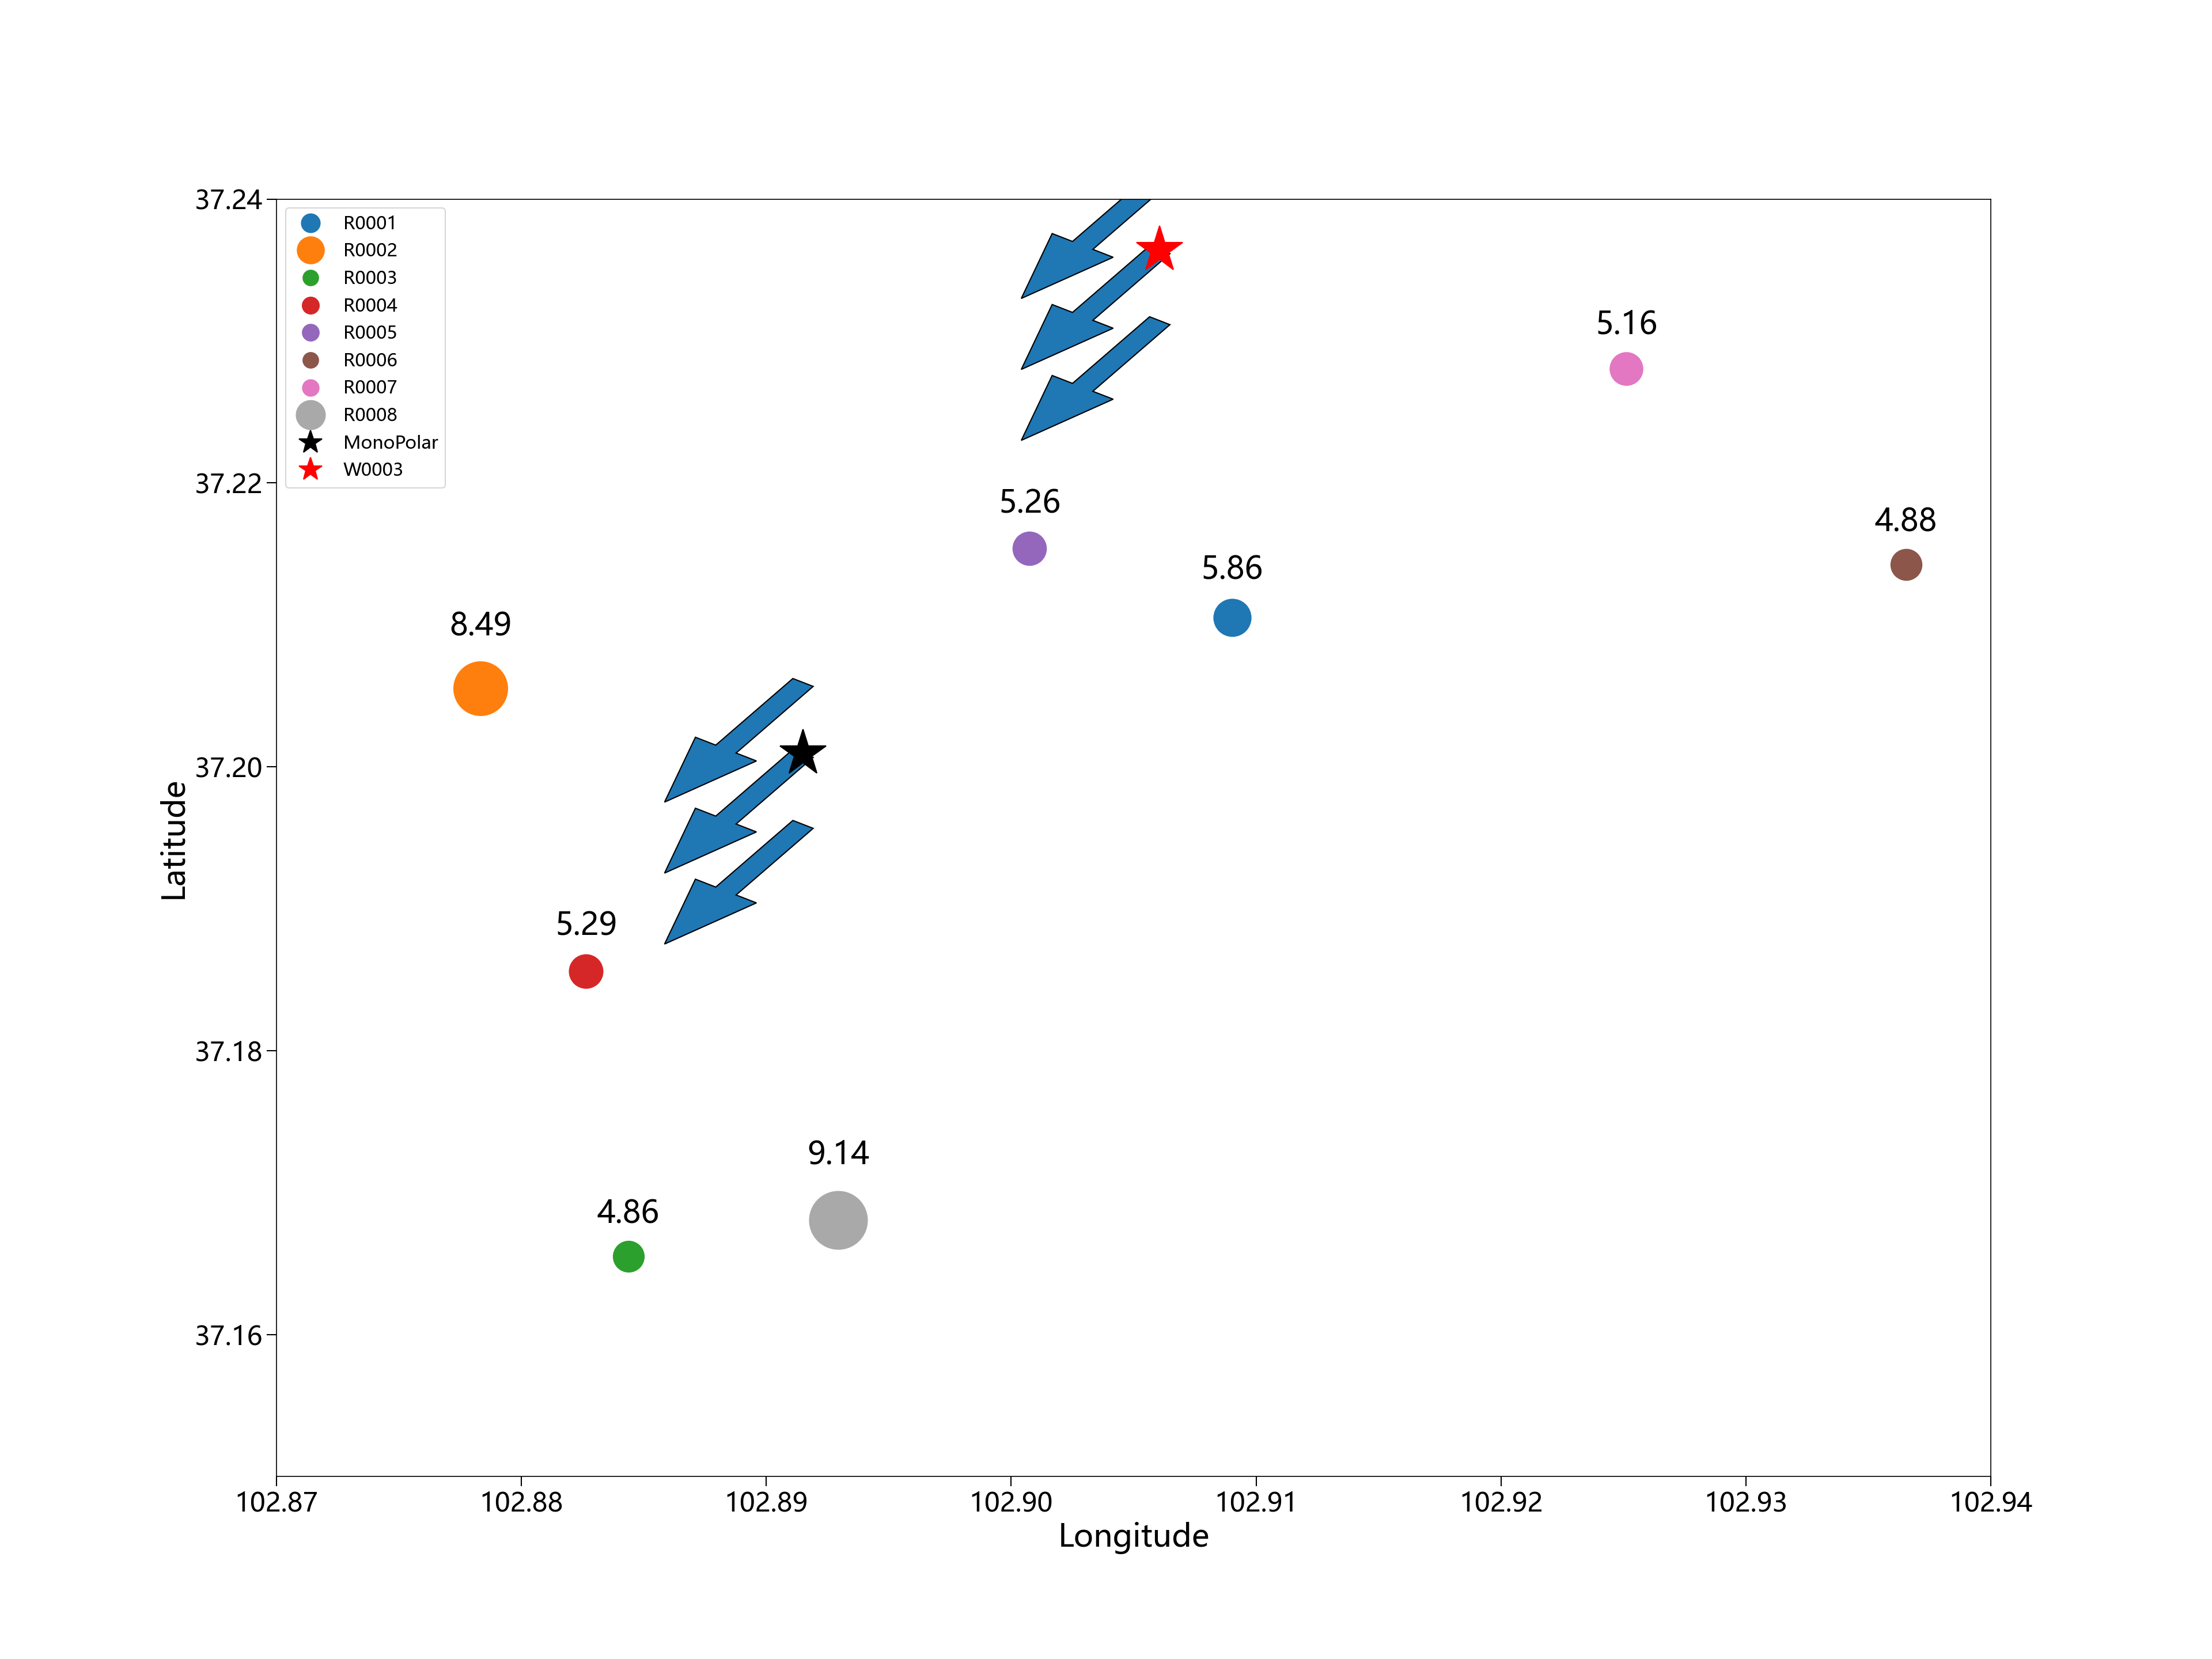 37.24
R0001
R0002
R0003
R0004
R0005
R0006
R0007
R0008
MonoPolar
W0003
5.16
37.22
5.26
4.88
5.86
8.49
37.20
Latitude
5.29
37.18
9.14
4.86
37.16
102.87 102.88 102.89 102.90 102.91 102.92 102.93 102.94
Longitude